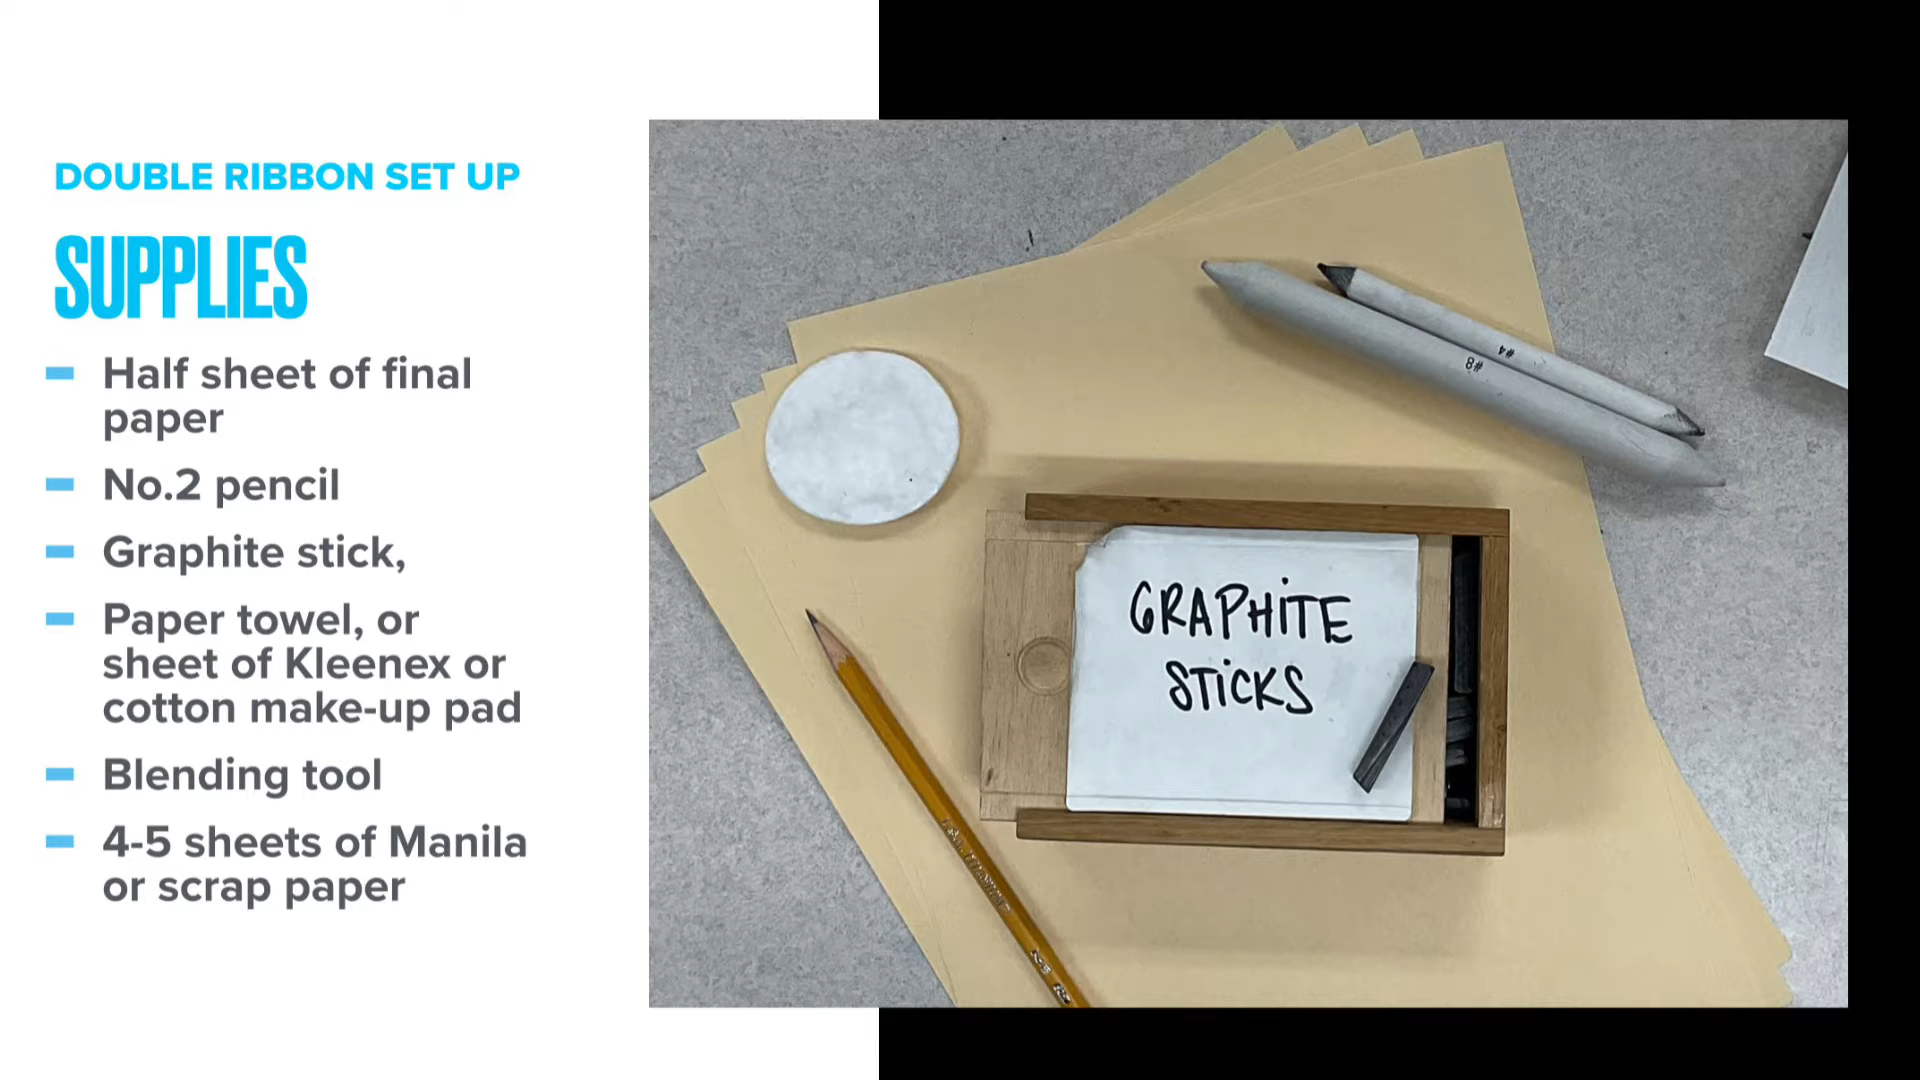 DOUBLE RIBBON SET UP
SUPPLIES
Half sheet of final
paper
No.2 pencil
Graphite stick,
Paper towel, or
sheet of Kleenex or
cotton make-up pad
Blending tool
4-5 sheets of Manila
or scrap paper
#4
#8
GRAPHITE
STICKS